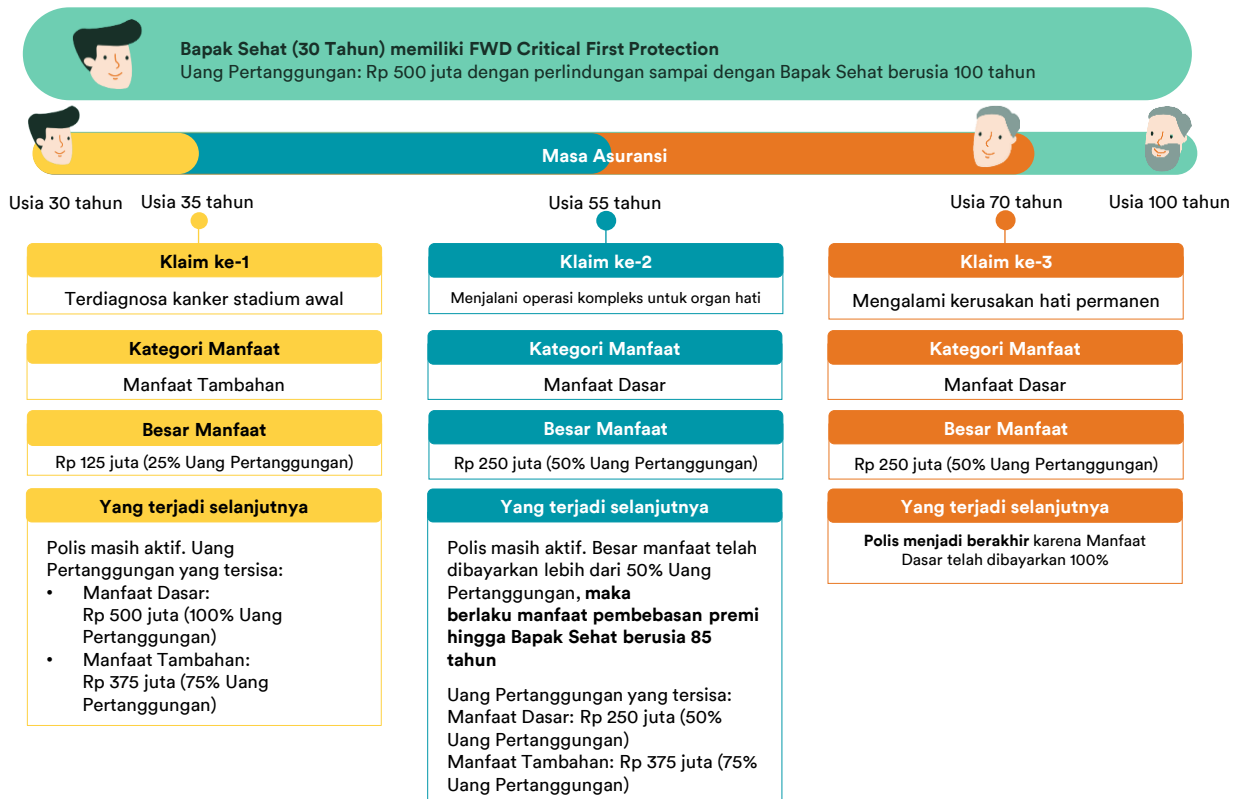 Bapak Sehat (30 Tahun) memiliki FWD Critical First Protection
Uang Pertanggungan: Rp 500 juta dengan perlindungan sampai dengan Bapak Sehat berusia 100 tahun
Masa Asuransi
Usia 30 tahun
Usia 35 tahun
Usia 55 tahun
Usia 70 tahun
Usia 100 tahun
Klaim ke-1
Terdiagnosa kanker stadium awal
Kategori Manfaat
Manfaat Tambahan
Besar Manfaat
Rp 125 juta (25% Uang Pertanggungan)
Yang terjadi selanjutnya
Polis masih aktif. Uang
Pertanggungan yang tersisa:
• Manfaat Dasar:
Rp 500 juta (100% Uang
Pertanggungan)
• Manfaat Tambahan:
Rp 375 juta (75% Uang
Pertanggungan)
Klaim ke-2
Menjalani operasi kompleks untuk organ hati
Kategori Manfaat
Manfaat Dasar
Besar Manfaat
Rp 250 juta (50% Uang Pertanggungan)
Yang terjadi selanjutnya
Polis masih aktif. Besar manfaat telah
dibayarkan lebih dari 50% Uang
Pertanggungan, maka
berlaku manfaat pembebasan premi
hingga Bapak Sehat berusia 85
tahun
Uang Pertanggungan yang tersisa:
Manfaat Dasar: Rp 250 juta (50%
Uang Pertanggungan)
Manfaat Tambahan: Rp 375 juta (75%
Uang Pertanggungan)
Klaim ke-3
Mengalami kerusakan hati permanen
Kategori Manfaat
Manfaat Dasar
Besar Manfaat
Rp 250 juta (50% Uang Pertanggungan)
Yang terjadi selanjutnya
Polis menjadi berakhir karena Manfaat
Dasar telah dibayarkan 100%